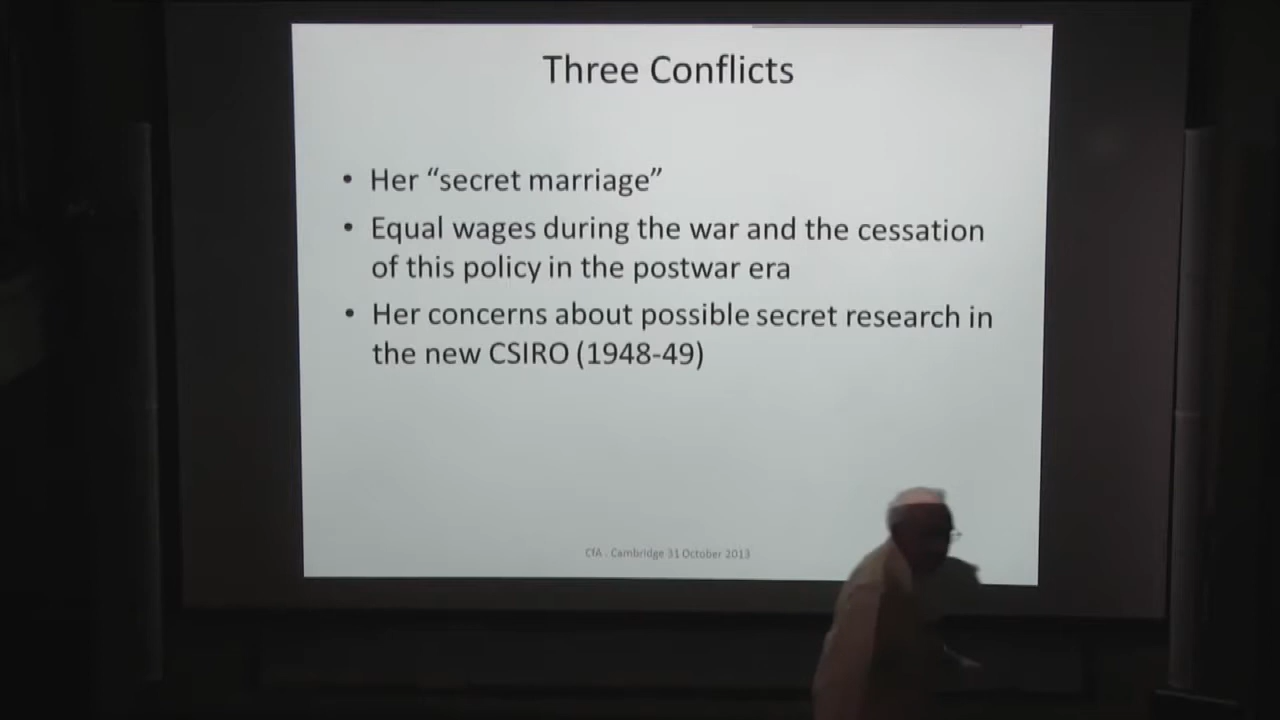 Three Conflicts
• Her “secret marriage”
• Equal wages during the war and the cessation
of this policy in the postwar era
• Her concerns about possible secret research in
the new CSIRO (1948-49)
CfA . Cambridge 31 October 2013